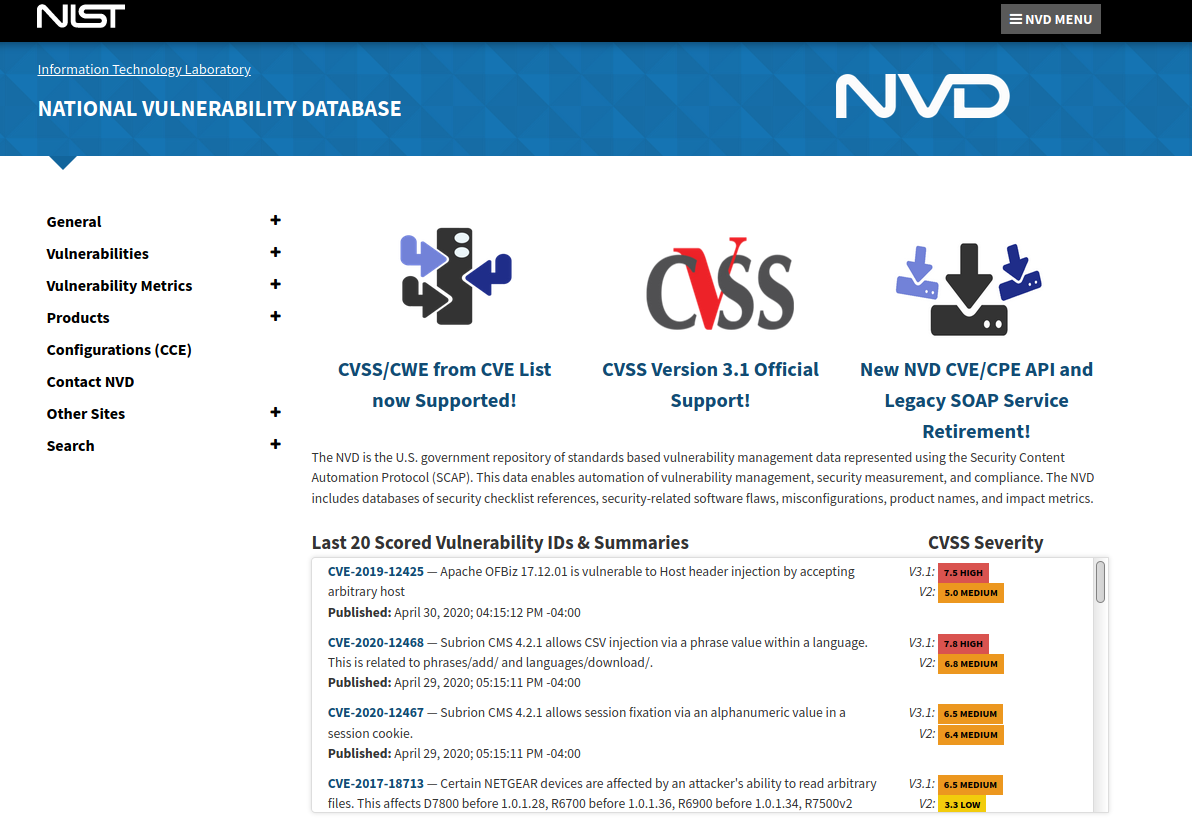 NIST
NVD MENU
Information Technology Laboratory
NATIONAL VULNERABILITY DATABASE
NVD
General
Vulnerabilities
Vulnerability Metrics
Products
Configurations (CCE)
Contact NVD
Other Sites
Search
CVSS
CVSS/CWE from CVE List
now Supported!
CVSS Version 3.1 Official
Support!
New NVD CVE/CPE API and
Legacy SOAP Service
Retirement!
The NVD is the U.S. government repository of standards based vulnerability management data represented using the Security Content
Automation Protocol (SCAP). This data enables automation of vulnerability management, security measurement, and compliance. The NVD
includes databases of security checklist references, security-related software flaws, misconfigurations, product names, and impact metrics.
Last 20 Scored Vulnerability IDs & Summaries
CVSS Severity
CVE-2019-12425 — Apache OFBiz 17.12.01 is vulnerable to Host header injection by accepting
arbitrary host
Published: April 30, 2020; 04:15:12 PM -04:00
V3.1: 7.5 HIGH
V2: 5.0 MEDIUM
CVE-2020-12468 — Subrion CMS 4.2.1 allows CSV injection via a phrase value within a language.
This is related to phrases/add/ and languages/download/.
Published: April 29, 2020; 05:15:11 PM -04:00
V3.1: 7.8 HIGH
V2: 6.8 MEDIUM
CVE-2020-12467 — Subrion CMS 4.2.1 allows session fixation via an alphanumeric value in a
session cookie.
Published: April 29, 2020; 05:15:11 PM -04:00
V3.1: 6.5 MEDIUM
V2: 6.4 MEDIUM
CVE-2017-18713 — Certain NETGEAR devices are affected by an attacker's ability to read arbitrary
files. This affects D7800 before 1.0.1.28, R6700 before 1.0.1.36, R6900 before 1.0.1.34, R7500v2
V3.1: 6.5 MEDIUM
V2: 3.3 LOW